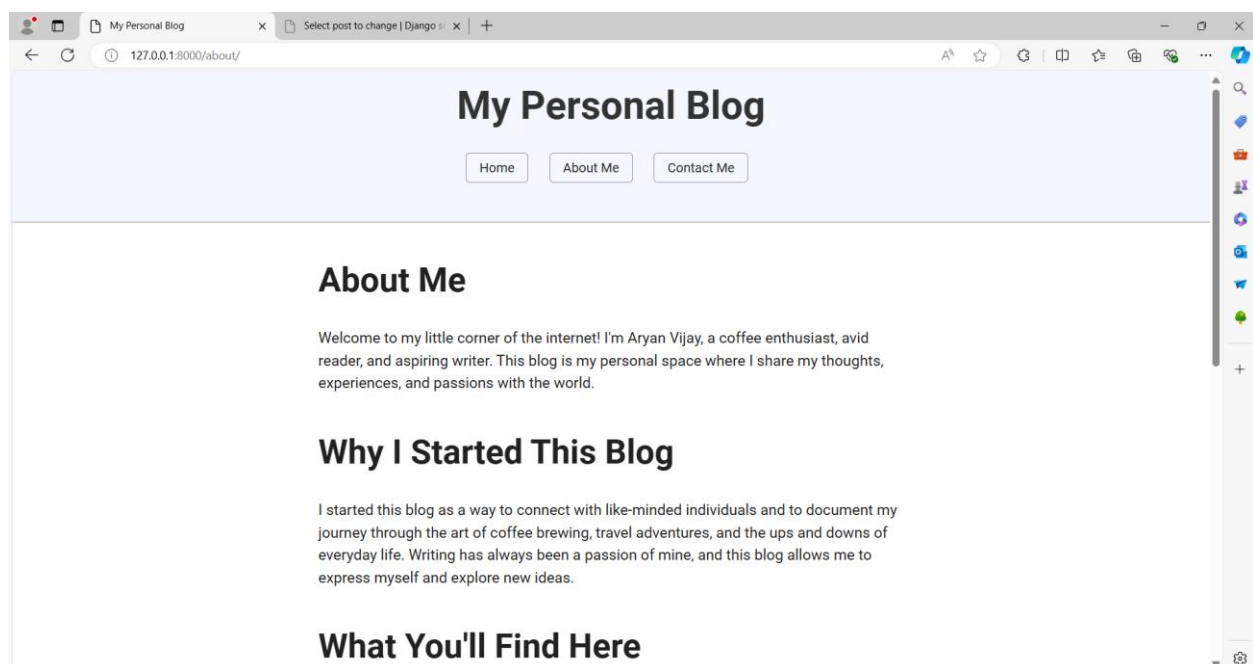 My Personal Blog
Select post to change | Django si
127.0.0.1:8000/about/
My Personal Blog
Home
About Me
Contact Me
About Me
Welcome to my little corner of the internet! I'm Aryan Vijay, a coffee enthusiast, avid
reader, and aspiring writer. This blog is my personal space where I share my thoughts,
experiences, and passions with the world.
Why I Started This Blog
I started this blog as a way to connect with like-minded individuals and to document my
journey through the art of coffee brewing, travel adventures, and the ups and downs of
everyday life. Writing has always been a passion of mine, and this blog allows me to
express myself and explore new ideas.
What You'll Find Here